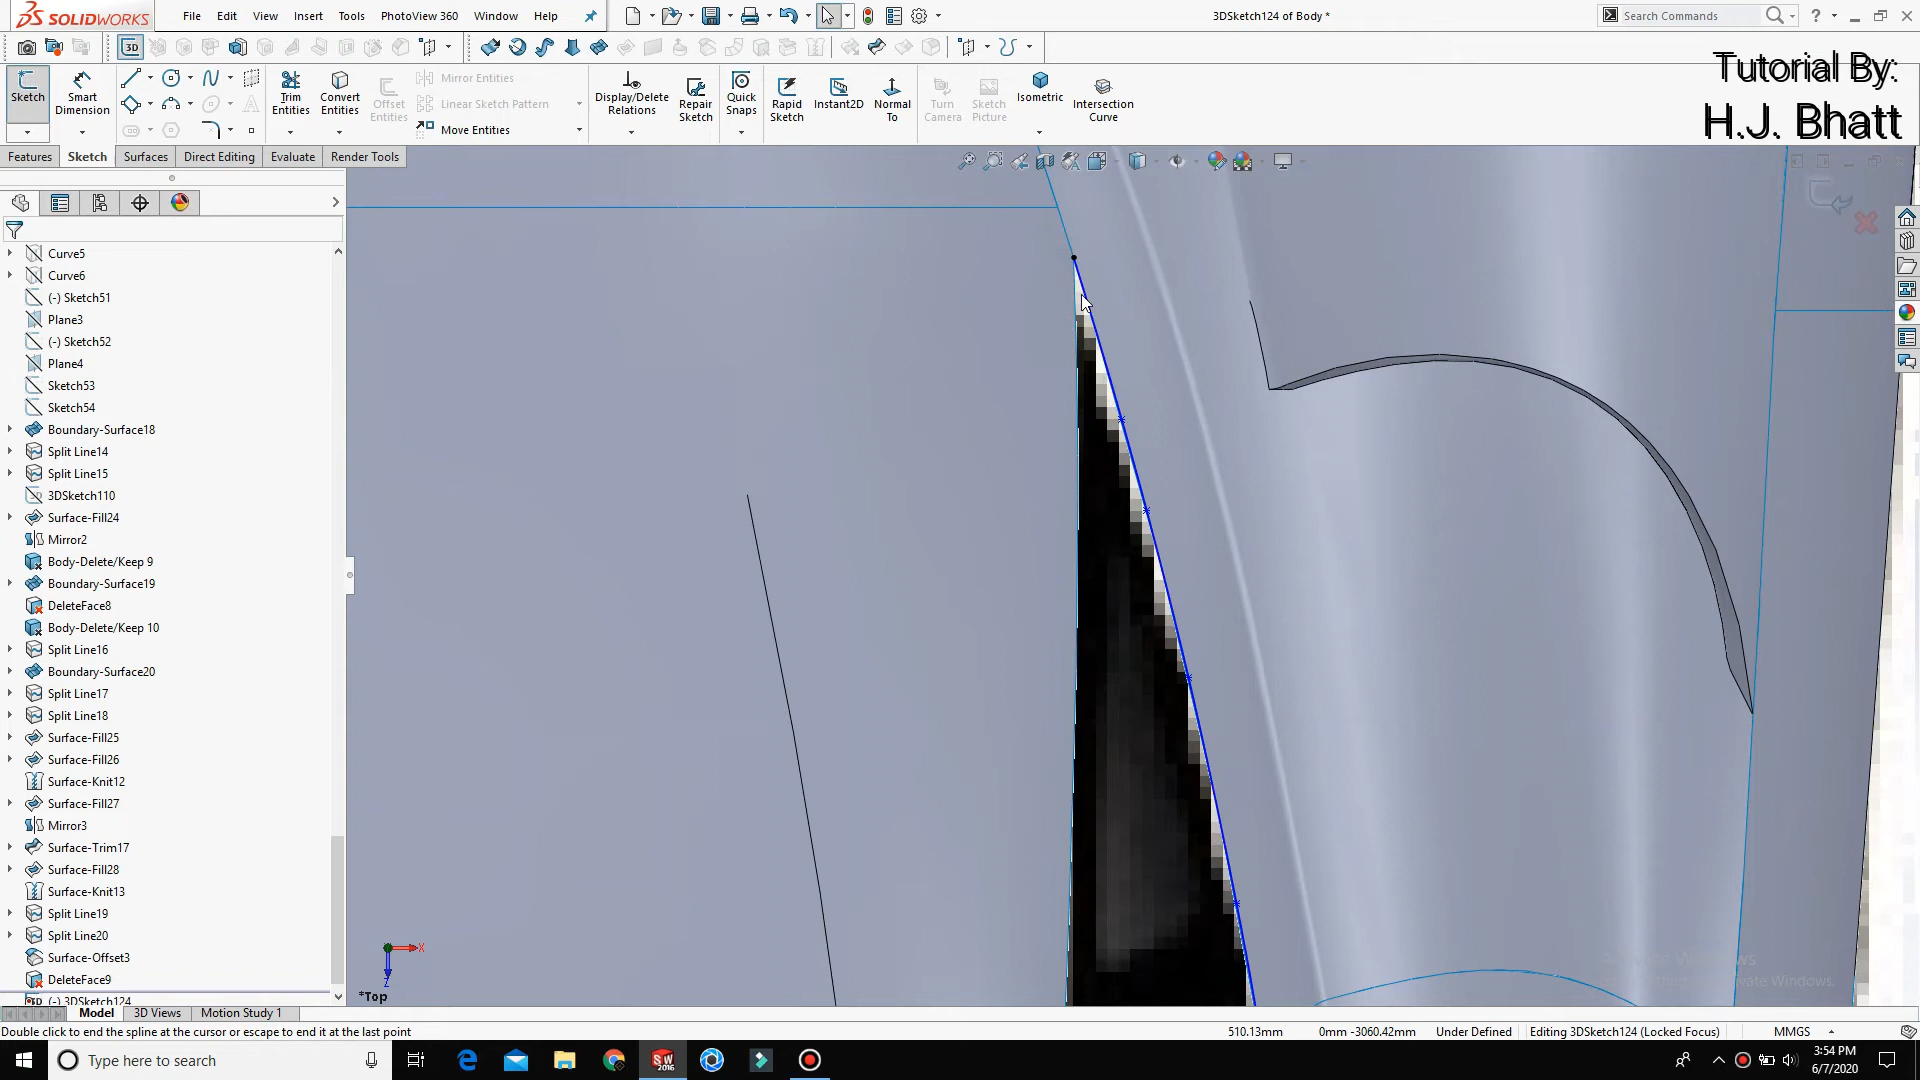 SOLIDWORKS
File Edit View Insert Tools PhotoView 360 Window Help
3DSketch124 of Body *
Search Commands
Tutorial By:
H.J. Bhatt
3D
Sketch
Smart Dimension
Trim Entities
Convert Entities
Offset Entities
Mirror Entities
Linear Sketch Pattern
Move Entities
Display/Delete Relations
Repair Sketch
Quick Snaps
Rapid Sketch
Instant2D
Normal To
Turn Camera
Sketch Picture
Isometric
Intersection Curve
Features Sketch Surfaces Direct Editing Evaluate Render Tools
Curve5
Curve6
(-) Sketch51
Plane3
(-) Sketch52
Plane4
Sketch53
Sketch54
Boundary-Surface18
Split Line14
Split Line15
3DSketch110
Surface-Fill24
Mirror2
Body-Delete/Keep 9
Boundary-Surface19
DeleteFace8
Body-Delete/Keep 10
Split Line16
Boundary-Surface20
Split Line17
Split Line18
Surface-Fill25
Surface-Fill26
Surface-Knit12
Surface-Fill27
Mirror3
Surface-Trim17
Surface-Fill28
Surface-Knit13
Split Line19
Split Line20
Surface-Offset3
DeleteFace9
(-) 3DSketch124
X
Z
*Top
Model 3D Views Motion Study 1
Double click to end the spline at the cursor or escape to end it at the last point
510.13mm 0mm -3060.42mm Under Defined Editing 3DSketch124 (Locked Focus) MMGS
Type here to search
SW 2016
3:54 PM
6/7/2020